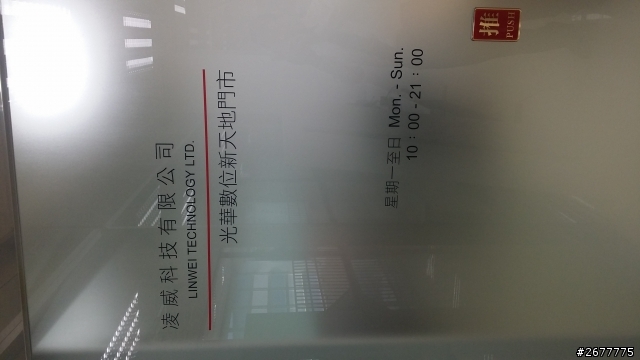 凌威科技有限公司
LINWEI TECHNOLOGY LTD.
光華數位新天地門市
星期一至日 Mon. - Sun.
10 : 00 - 21 : 00
推
PUSH
#2677775